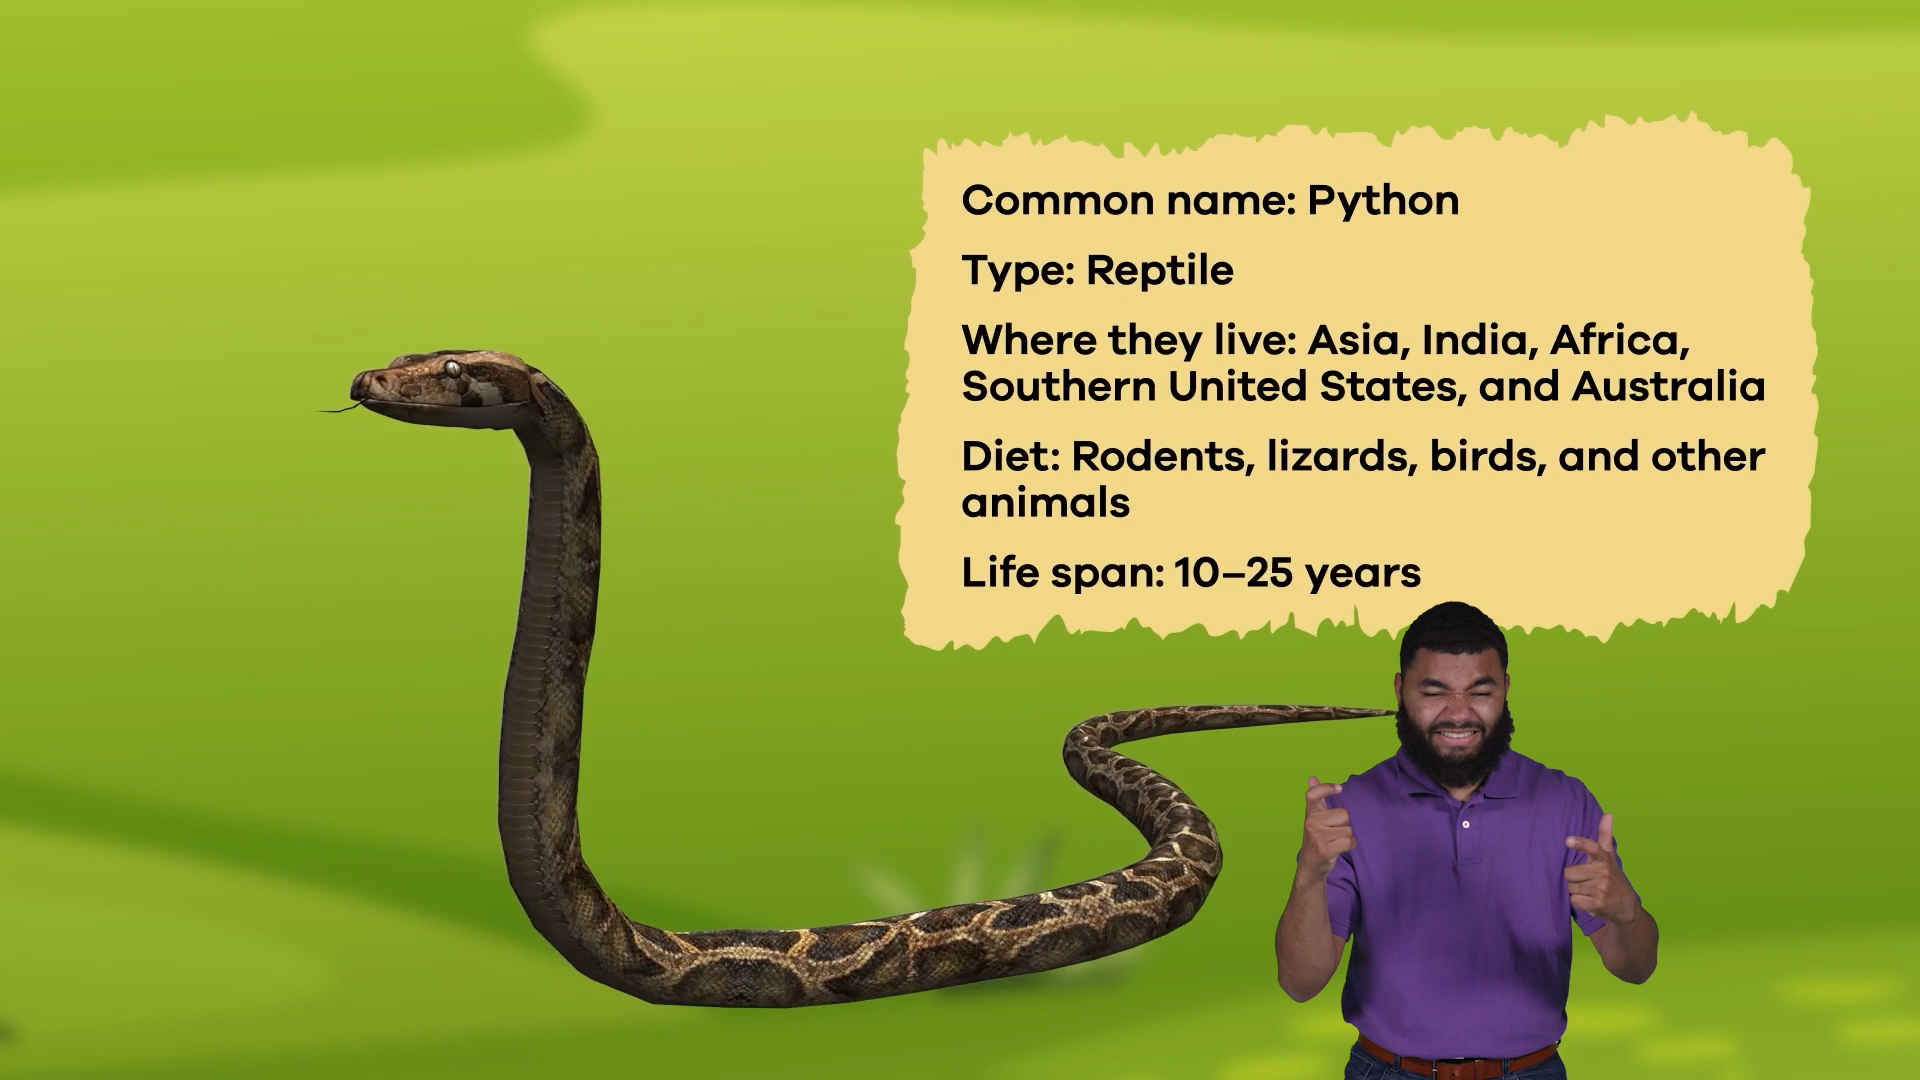 Common name: Python
Type: Reptile
Where they live: Asia, India, Africa,
Southern United States, and Australia
Diet: Rodents, lizards, birds, and other
animals
Life span: 10–25 years